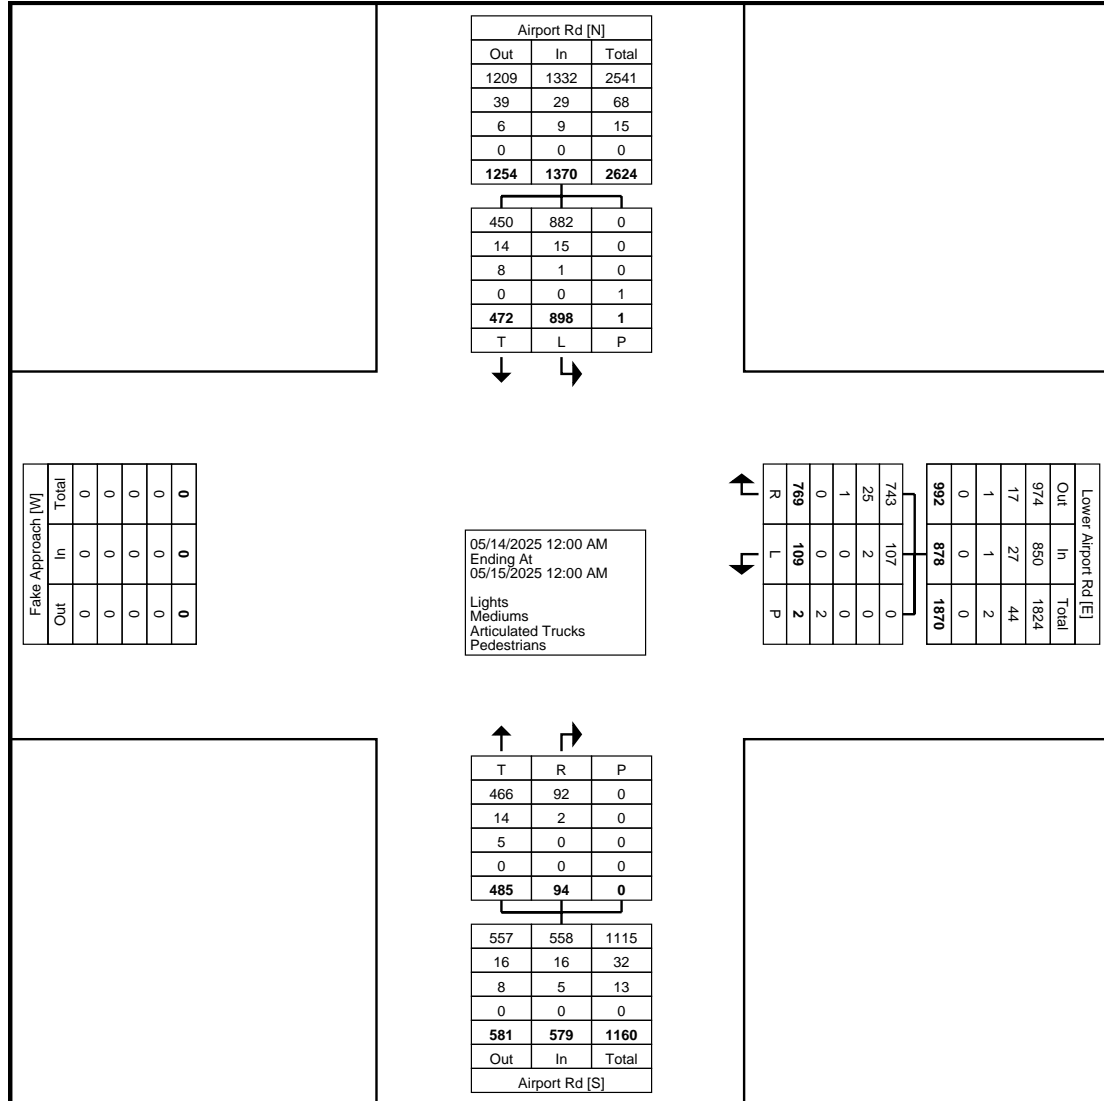 Airport Rd [N]
Out In Total
1209 1332 2541
39 29 68
6 9 15
0 0 0
1254 1370 2624
450 882 0
14 15 0
8 1 0
0 0 1
472 898 1
T L P
Fake Approach [W]
Total 0 0 0 0 0
In 0 0 0 0 0
Out 0 0 0 0 0
05/14/2025 12:00 AM
Ending At
05/15/2025 12:00 AM
Lights
Mediums
Articulated Trucks
Pedestrians
R 769 0 1 25 743
L 109 0 0 2 107
P 2 2 0 0 0
Lower Airport Rd [E]
Out In Total
974 850 1824
17 27 44
1 1 2
0 0 0
992 878 1870
T R P
466 92 0
14 2 0
5 0 0
0 0 0
485 94 0
557 558 1115
16 16 32
8 5 13
0 0 0
581 579 1160
Out In Total
Airport Rd [S]